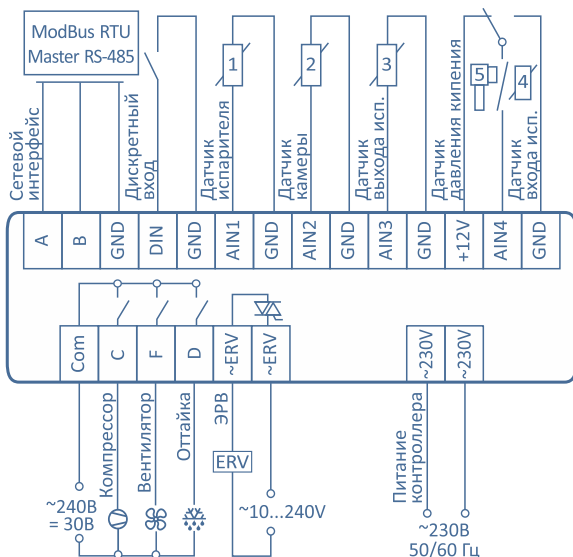 ModBus RTU
Master RS-485
Сетевой
интерфейс
Дискретный
вход
Датчик
испарителя
Датчик
камеры
Датчик
выхода исп.
Датчик
давления кипения
Датчик
входа исп.
1
2
3
5
4
A
B
GND
DIN
GND
AIN1
GND
AIN2
GND
AIN3
GND
+12V
AIN4
GND
Com
C
F
D
~ERV
~ERV
~230V
~230V
Компрессор
Вентилятор
Оттайка
ЭРВ
ERV
Питание
контроллера
~240В
= 30В
~10...240V
~230В
50/60 Гц